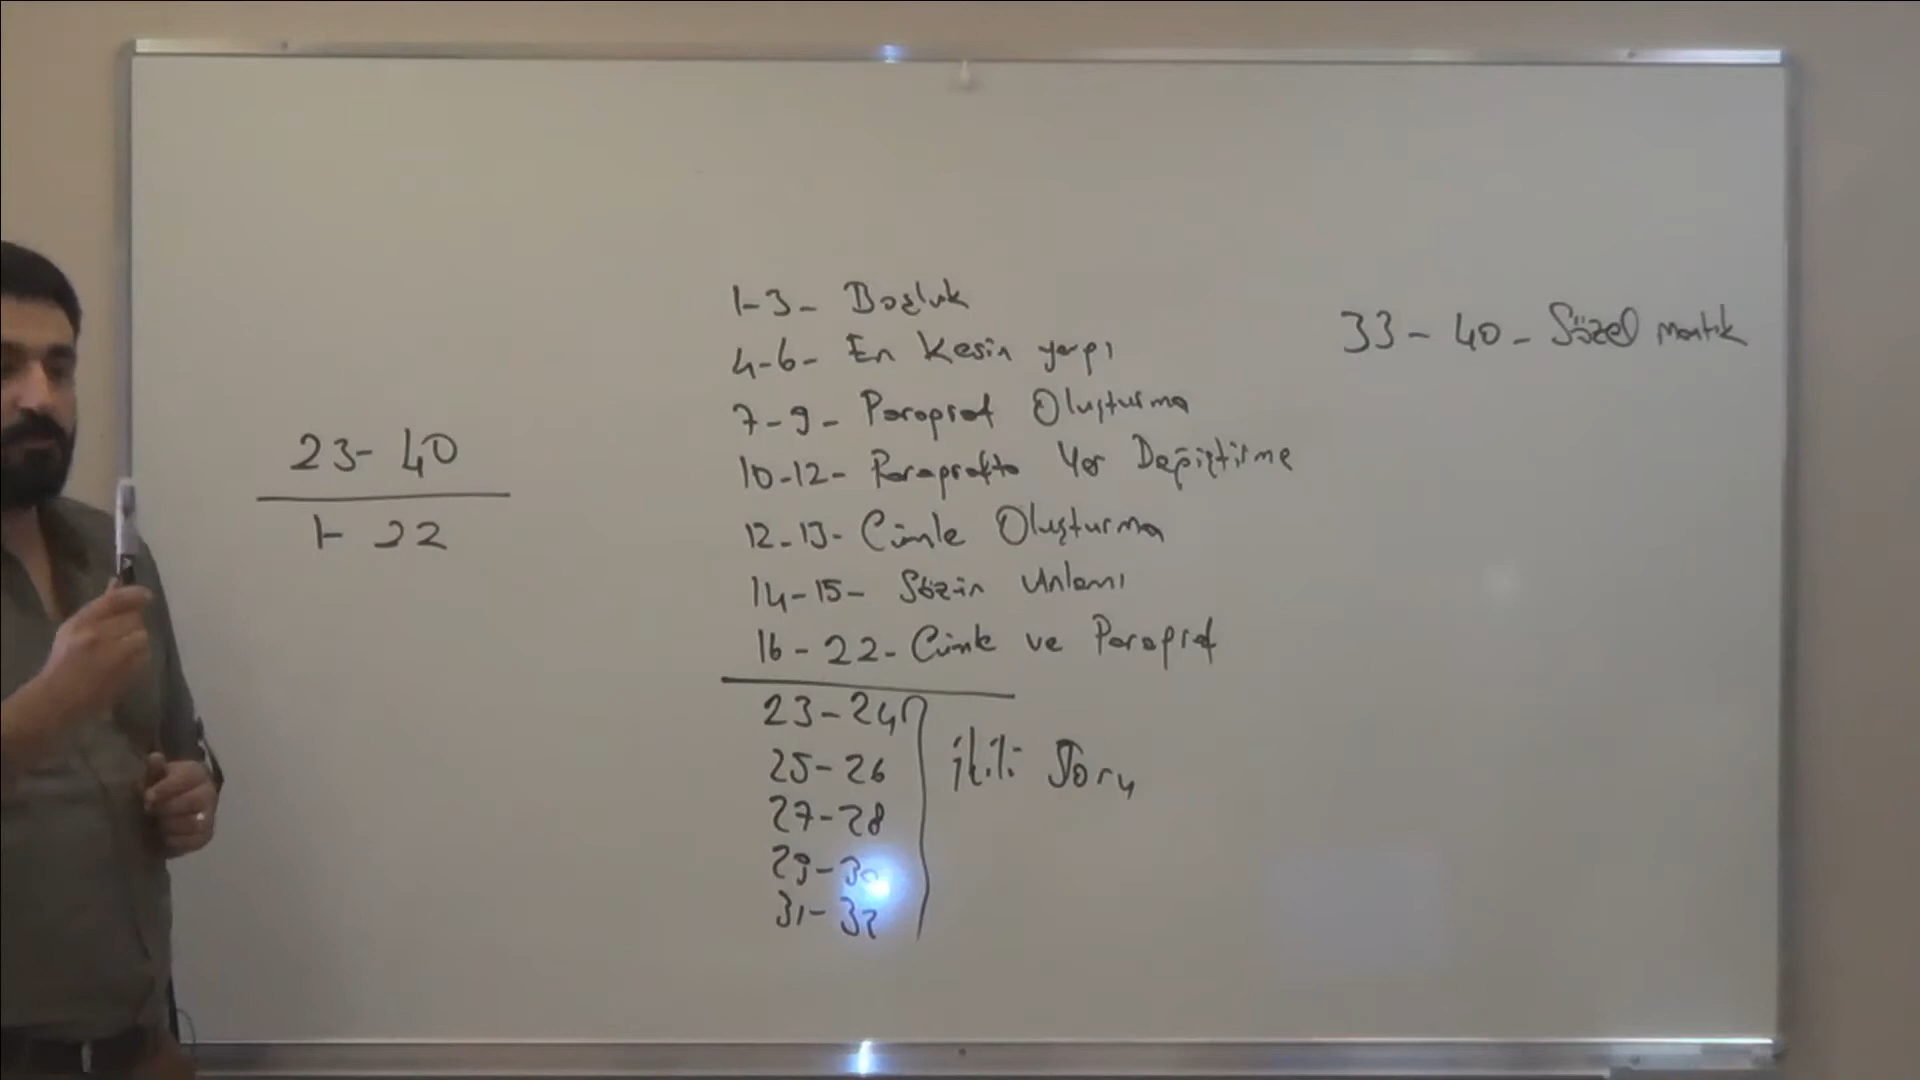 23- 40
1- 22
1-3- Boşluk
4-6- En Kesin yargı
7-9- Paragraf Oluşturma
10-12- Paragrafta Yer Değiştirme
12-13- Cümle Oluşturma
14-15- Sözün Anlamı
16-22- Cümle ve Paragraf
23-24
25-26
27-28
29-30
31-32
ikili Soru
33-40- Sözel mantık